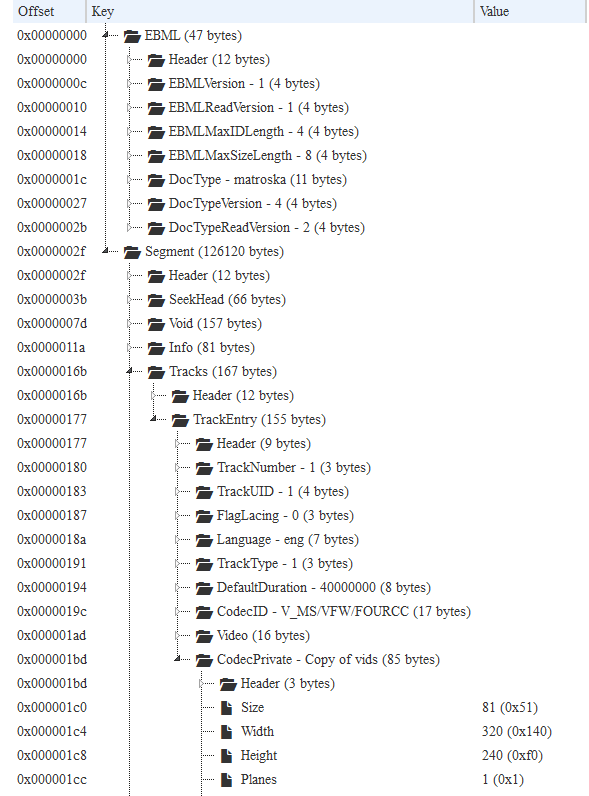 Offset Key Value
0x00000000 EBML (47 bytes)
0x00000000 Header (12 bytes)
0x0000000c EBMLVersion - 1 (4 bytes)
0x00000010 EBMLReadVersion - 1 (4 bytes)
0x00000014 EBMLMaxIDLength - 4 (4 bytes)
0x00000018 EBMLMaxSizeLength - 8 (4 bytes)
0x0000001c DocType - matroska (11 bytes)
0x00000027 DocTypeVersion - 4 (4 bytes)
0x0000002b DocTypeReadVersion - 2 (4 bytes)
0x0000002f Segment (126120 bytes)
0x0000002f Header (12 bytes)
0x0000003b SeekHead (66 bytes)
0x0000007d Void (157 bytes)
0x0000011a Info (81 bytes)
0x0000016b Tracks (167 bytes)
0x0000016b Header (12 bytes)
0x00000177 TrackEntry (155 bytes)
0x00000177 Header (9 bytes)
0x00000180 TrackNumber - 1 (3 bytes)
0x00000183 TrackUID - 1 (4 bytes)
0x00000187 FlagLacing - 0 (3 bytes)
0x0000018a Language - eng (7 bytes)
0x00000191 TrackType - 1 (3 bytes)
0x00000194 DefaultDuration - 40000000 (8 bytes)
0x0000019c CodecID - V_MS/VFW/FOURCC (17 bytes)
0x000001ad Video (16 bytes)
0x000001bd CodecPrivate - Copy of vids (85 bytes)
0x000001bd Header (3 bytes)
0x000001c0 Size 81 (0x51)
0x000001c4 Width 320 (0x140)
0x000001c8 Height 240 (0xf0)
0x000001cc Planes 1 (0x1)